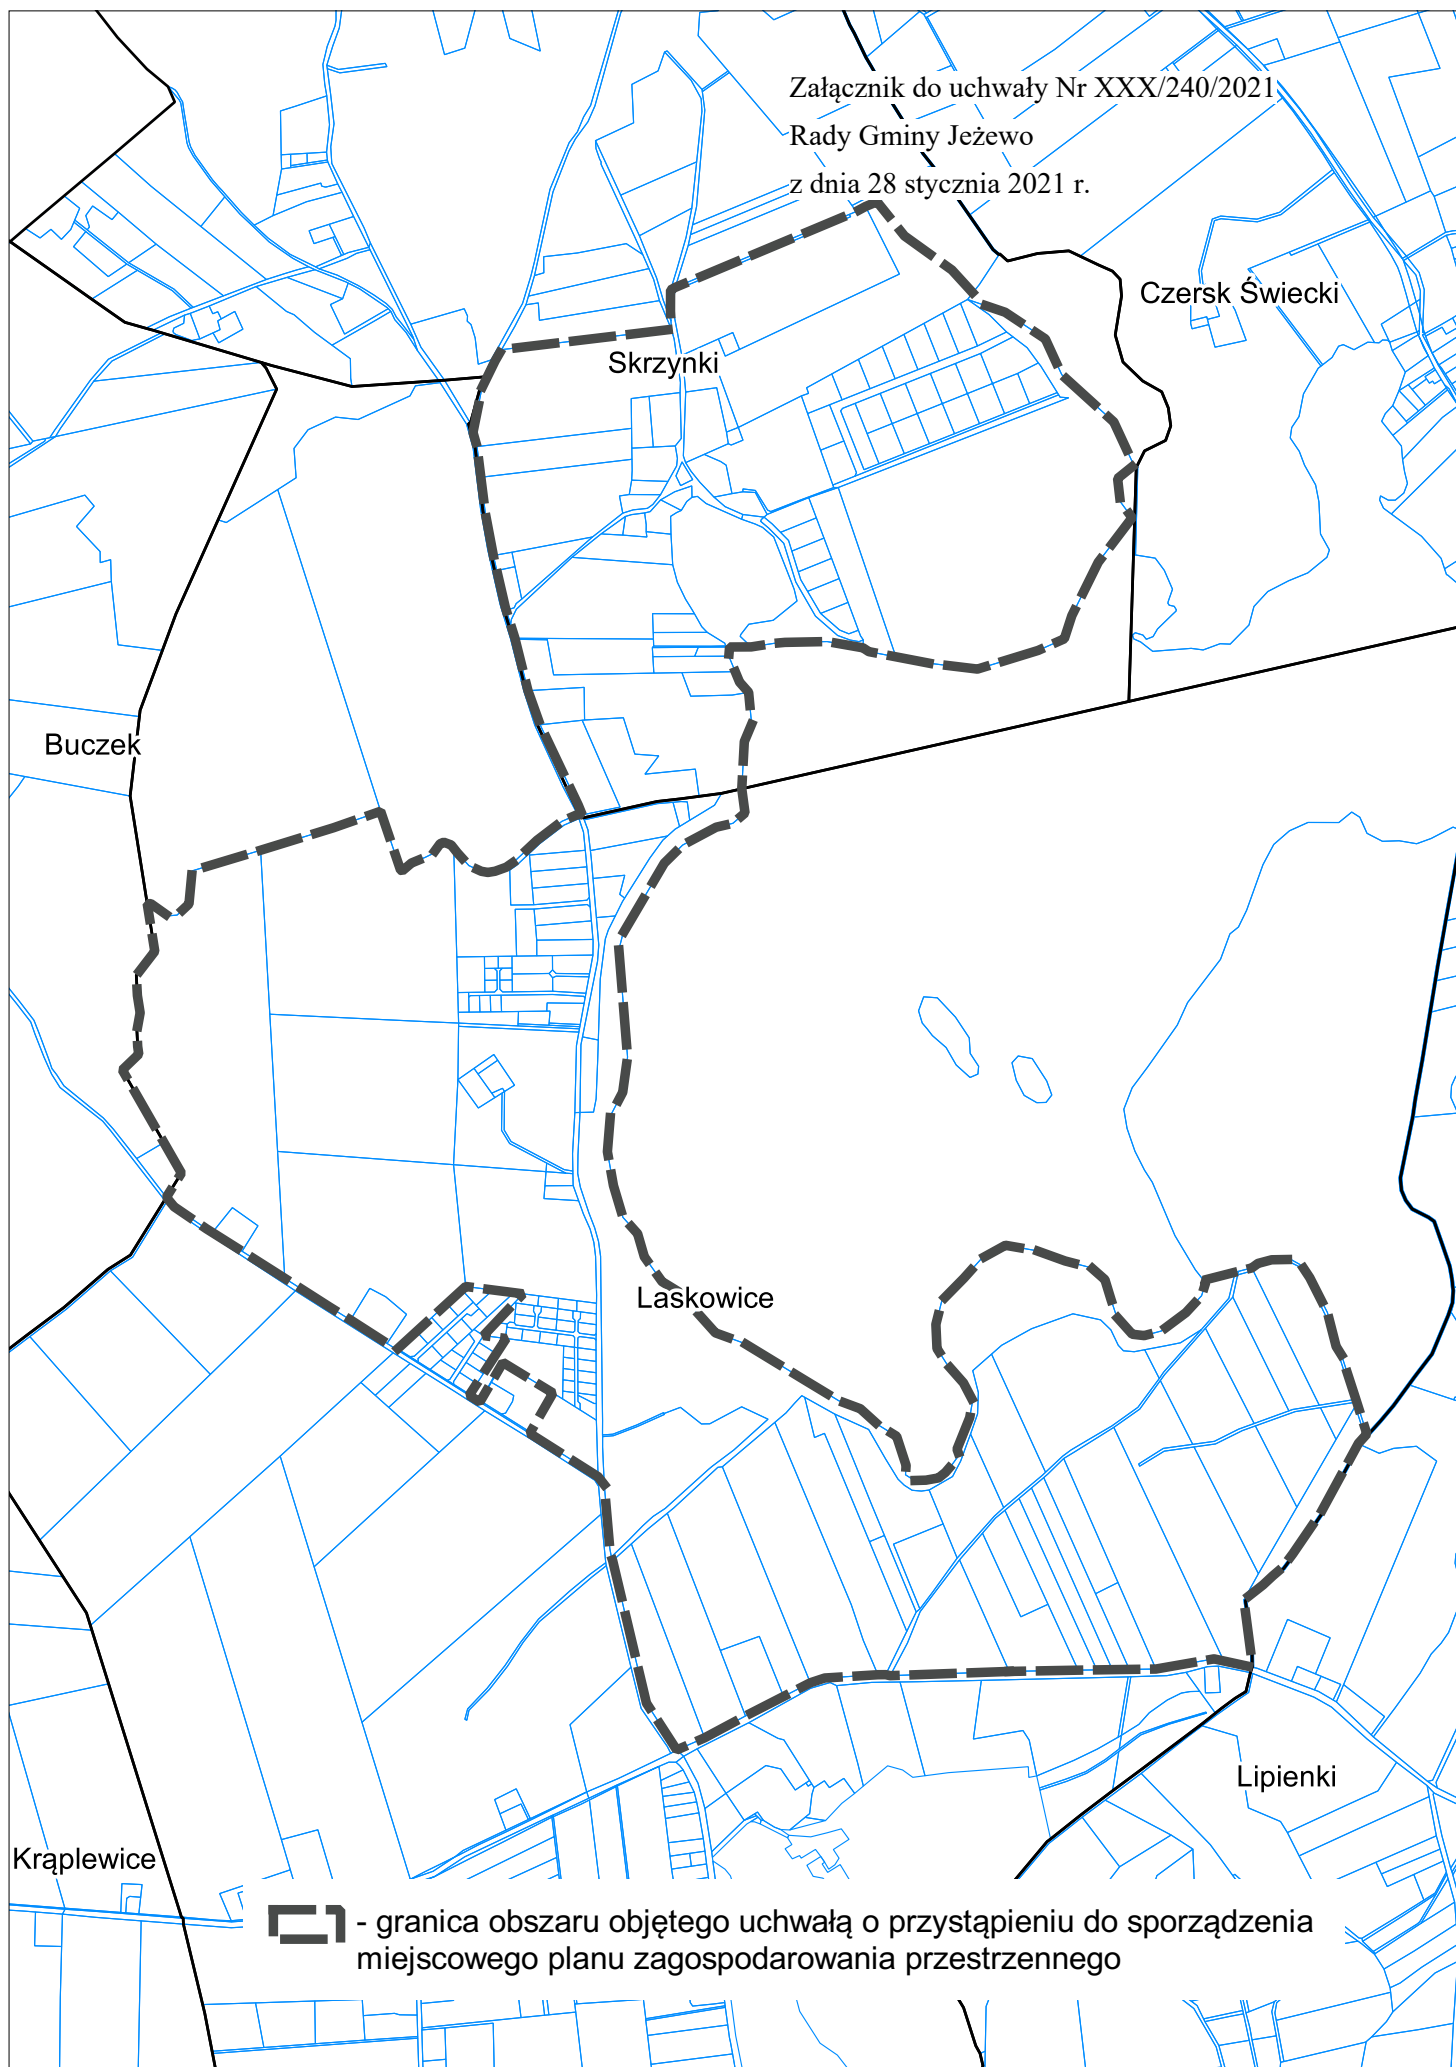 Załącznik do uchwały Nr XXX/240/2021
Rady Gminy Jeżewo
z dnia 28 stycznia 2021 r.
Czersk Świecki
Skrzynki
Buczek
Laskowice
Lipienki
Krąplewice
- granica obszaru objętego uchwałą o przystąpieniu do sporządzenia
miejscowego planu zagospodarowania przestrzennego